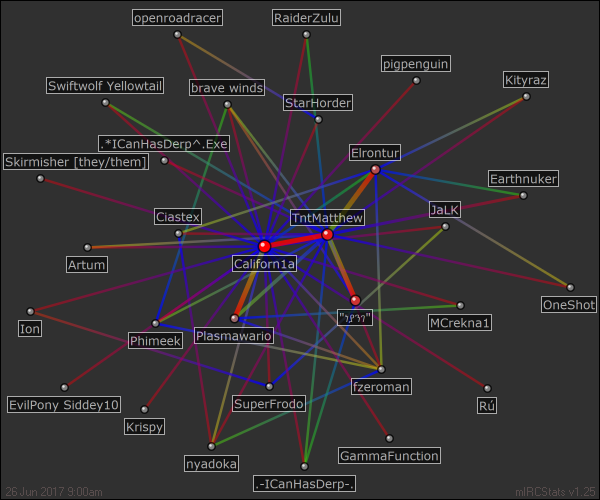 openroadracer
RaiderZulu
pigpenguin
Swiftwolf Yellowtail
brave winds
Kityraz
StarHorder
.*ICanHasDerp^.Exe
Elrontur
Skirmisher [they/them]
Earthnuker
Ciastex
TntMatthew
JaLK
Artum
Californ1a
OneShot
Ion
Phimeek
Plasmawario
MCrekna1
fzeroman
EvilPony Siddey10
SuperFrodo
Rú
Krispy
GammaFunction
nyadoka
.-ICanHasDerp-.
26 Jun 2017 9:00am
mIRCStats v1.25